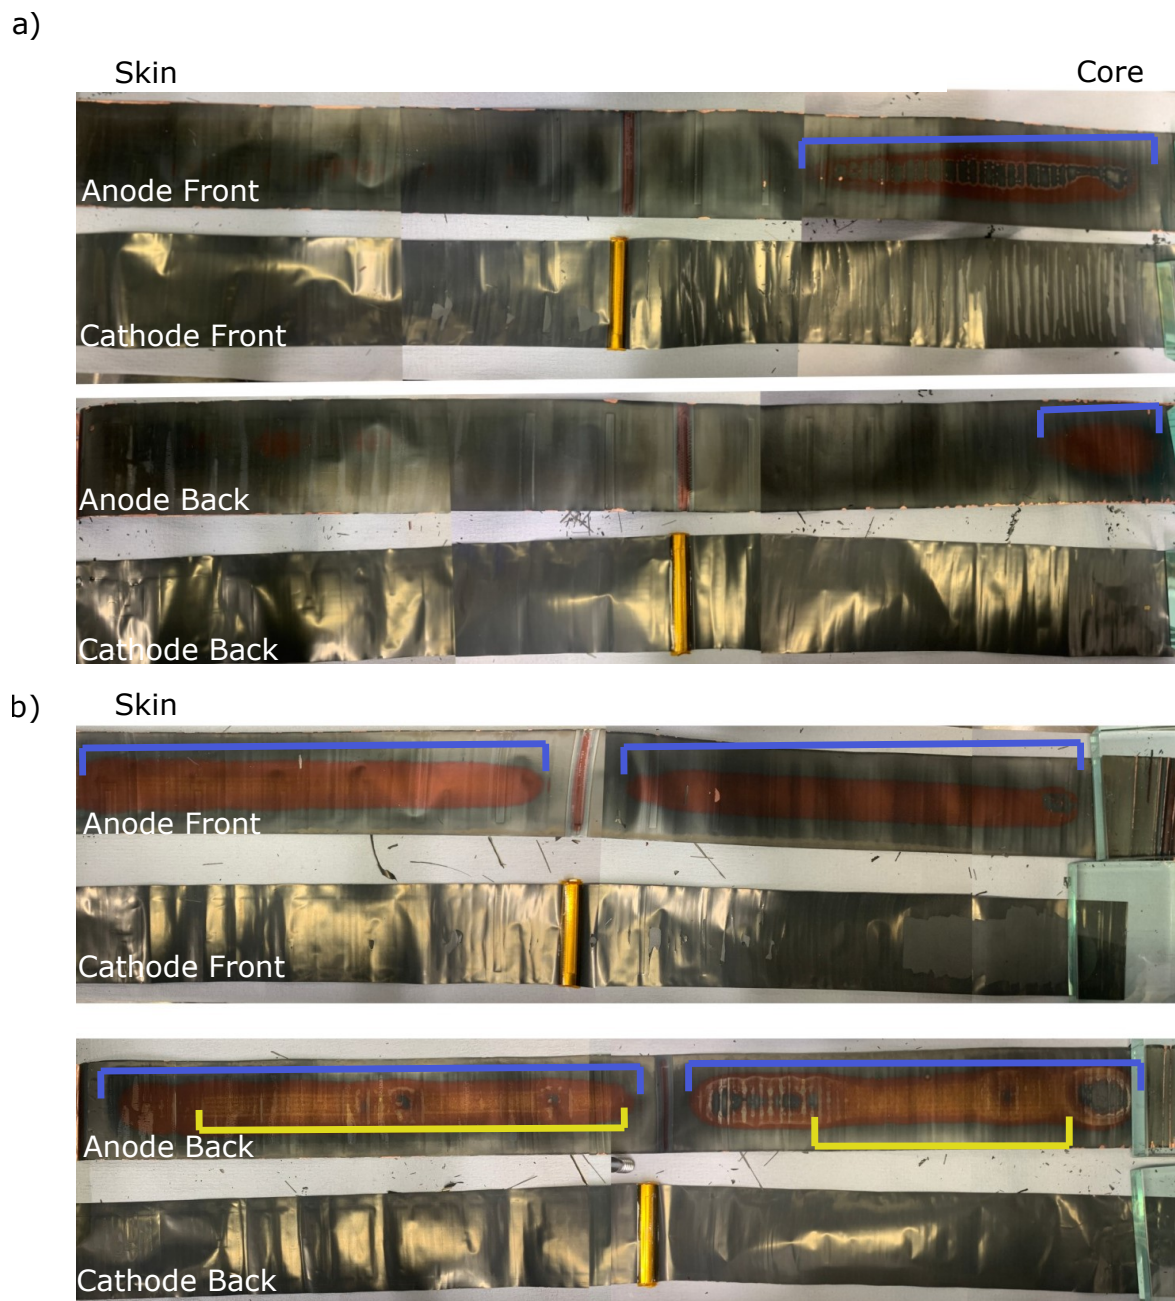 a)
Skin Core
Anode Front
Cathode Front
Anode Back
Cathode Back
b)
Skin
Anode Front
Cathode Front
Anode Back
Cathode Back